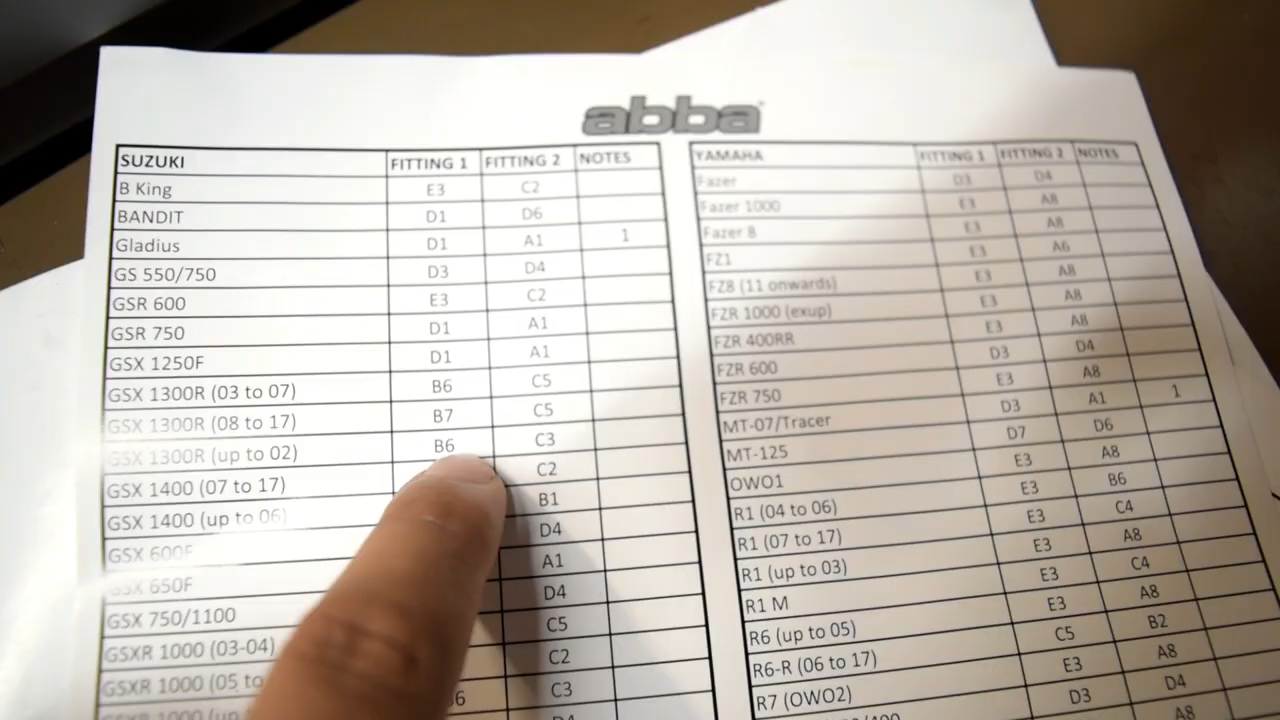 abba
SUZUKI FITTING 1 FITTING 2 NOTES
B King E3 C2
BANDIT D1 D6
Gladius D1 A1 1
GS 550/750 D3 D4
GSR 600 E3 C2
GSR 750 D1 A1
GSX 1250F D1 A1
GSX 1300R (03 to 07) B6 C5
GSX 1300R (08 to 17) B7 C5
GSX 1300R (up to 02) B6 C3
GSX 1400 (07 to 17) C2
GSX 1400 (up to 06) B1
GSX 600F D4
GSX 650F A1
GSX 750/1100 D4
GSXR 1000 (03-04) C5
GSXR 1000 (05 to C2
GSXR 1000 (up C3
D4
YAMAHA FITTING 1 FITTING 2 NOTES
Fazer D3 D4
Fazer 1000 E3 A8
Fazer 8 E3 A8
FZ1 E3 A6
FZ8 (11 onwards) E3 A8
FZR 1000 (exup) E3 A8
FZR 400RR E3 A8
FZR 600 D3 D4
FZR 750 E3 A8
MT-07/Tracer D3 A1 1
MT-125 D7 D6
OWO1 E3 A8
R1 (04 to 06) E3 B6
R1 (07 to 17) E3 C4
R1 (up to 03) E3 A8
R1 M E3 C4
R6 (up to 05) E3 A8
R6-R (06 to 17) C5 B2
R7 (OWO2) E3 A8
D3 D4
A8